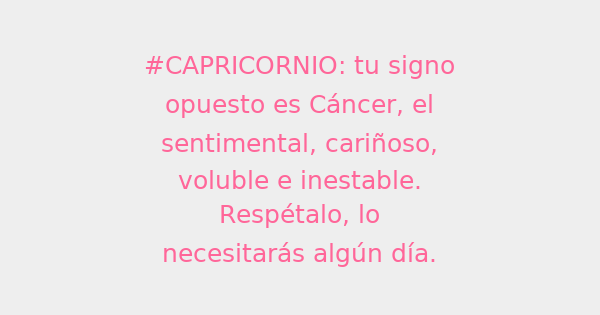 #CAPRICORNIO: tu signo
opuesto es Cáncer, el
sentimental, cariñoso,
voluble e inestable.
Respétalo, lo
necesitarás algún día.